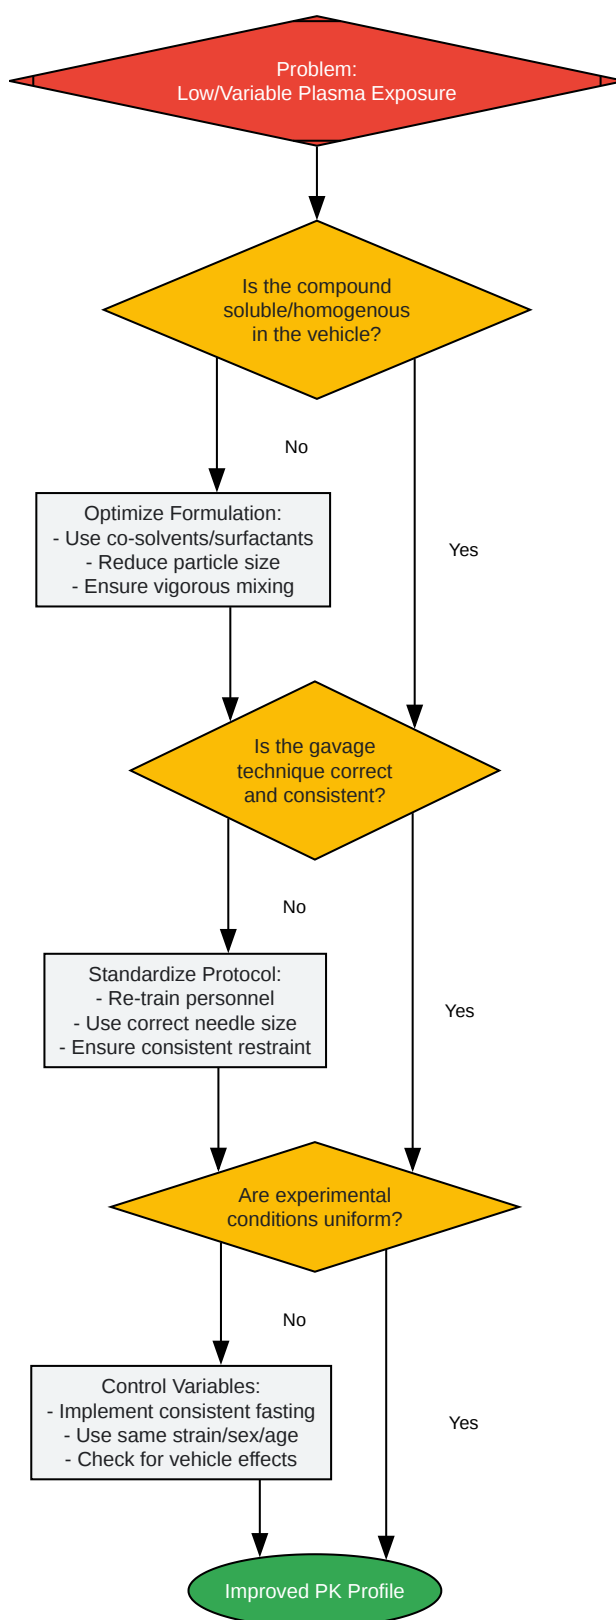 Problem:
Low/Variable Plasma Exposure
Is the compound
soluble/homogenous
in the vehicle?
No
Optimize Formulation:
- Use co-solvents/surfactants
- Reduce particle size
- Ensure vigorous mixing
Yes
Is the gavage
technique correct
and consistent?
No
Standardize Protocol:
- Re-train personnel
- Use correct needle size
- Ensure consistent restraint
Yes
Are experimental
conditions uniform?
No
Control Variables:
- Implement consistent fasting
- Use same strain/sex/age
- Check for vehicle effects
Yes
Improved PK Profile